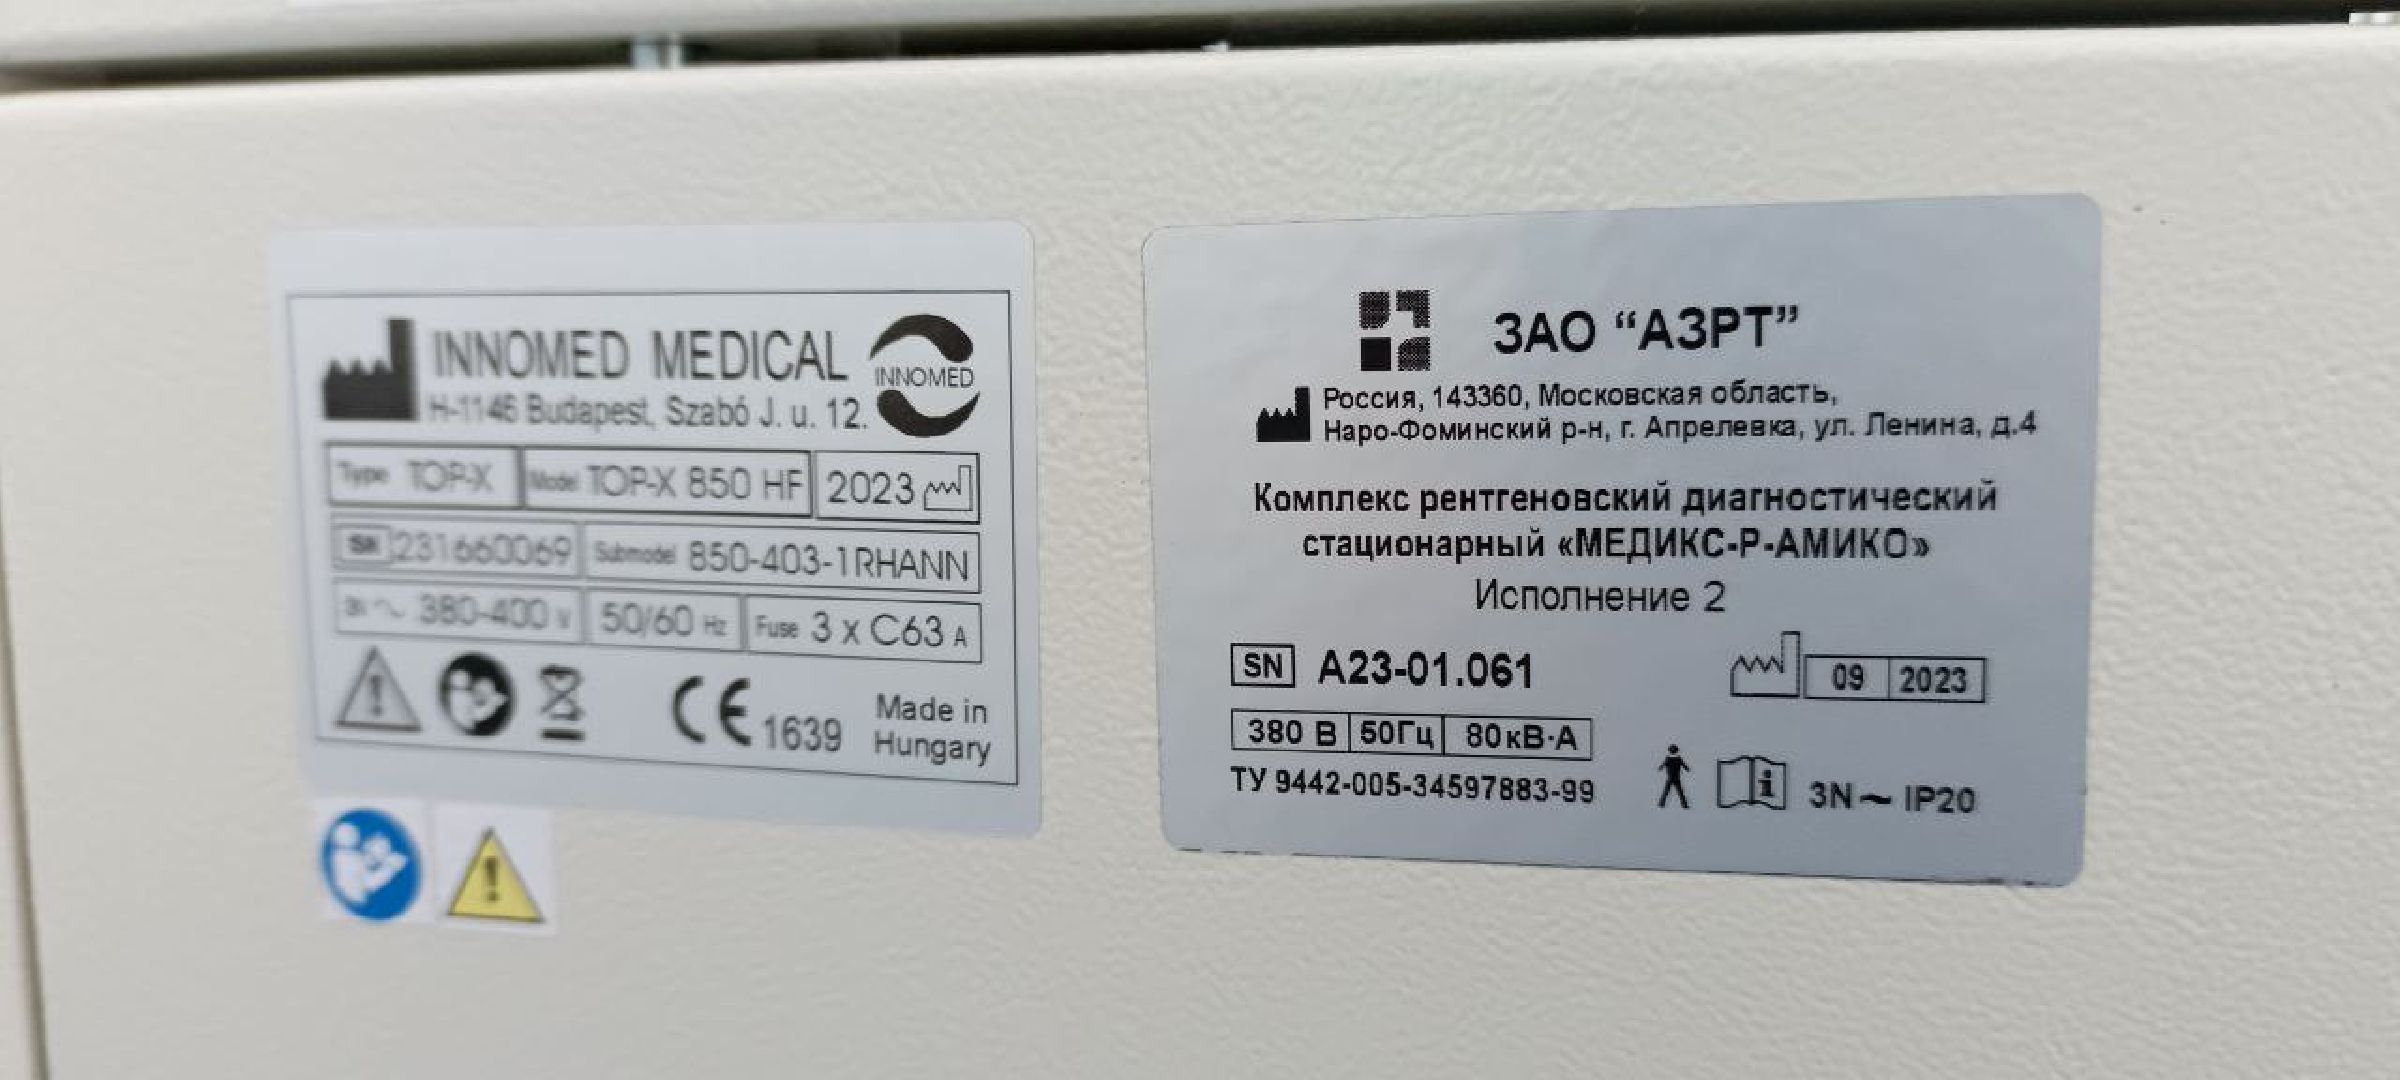 INNOMED MEDICAL
INNOMED
H-1146 Budapest, Szabó J. u. 12.
Type TOP-X Model TOP-X 850 HF 2023
SN 231660069 Submodel 850-403-1RHANN
3N ~ 380-400 V 50/60 Hz Fuse 3 x C63 A
CE 1639 Made in
Hungary
ЗАО “АЗРТ”
Россия, 143360, Московская область,
Наро-Фоминский р-н, г. Апрелевка, ул. Ленина, д.4
Комплекс рентгеновский диагностический
стационарный «МЕДИКС-Р-АМИКО»
Исполнение 2
SN А23-01.061 09 2023
380 В 50Гц 80кВ·А
ТУ 9442-005-34597883-99 3N ~ IP20